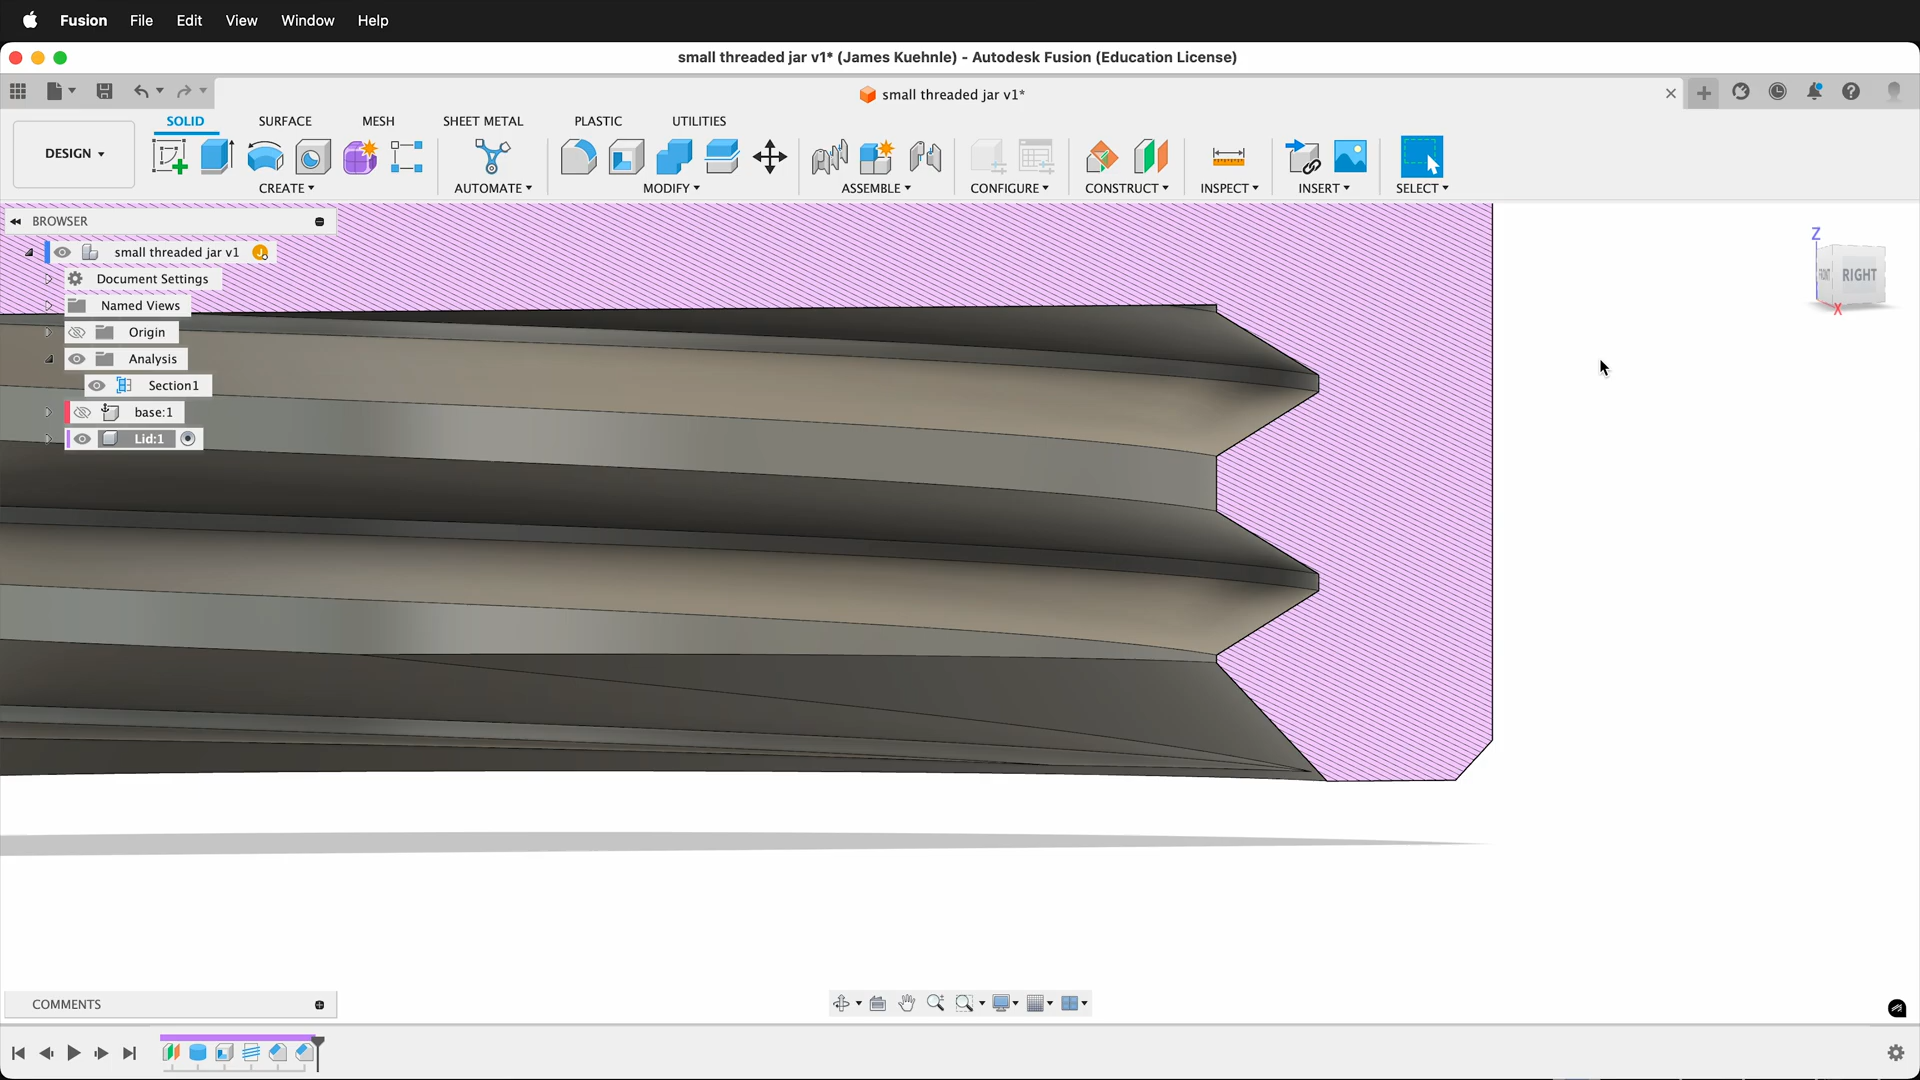 Fusion File Edit View Window Help
small threaded jar v1* (James Kuehnle) - Autodesk Fusion (Education License)
small threaded jar v1*
SOLID SURFACE MESH SHEET METAL PLASTIC UTILITIES
DESIGN
CREATE AUTOMATE MODIFY ASSEMBLE CONFIGURE CONSTRUCT INSPECT INSERT SELECT
BROWSER
small threaded jar v1
Document Settings
Named Views
Origin
Analysis
Section1
base:1
Lid:1
Z
FRONT RIGHT
X
COMMENTS